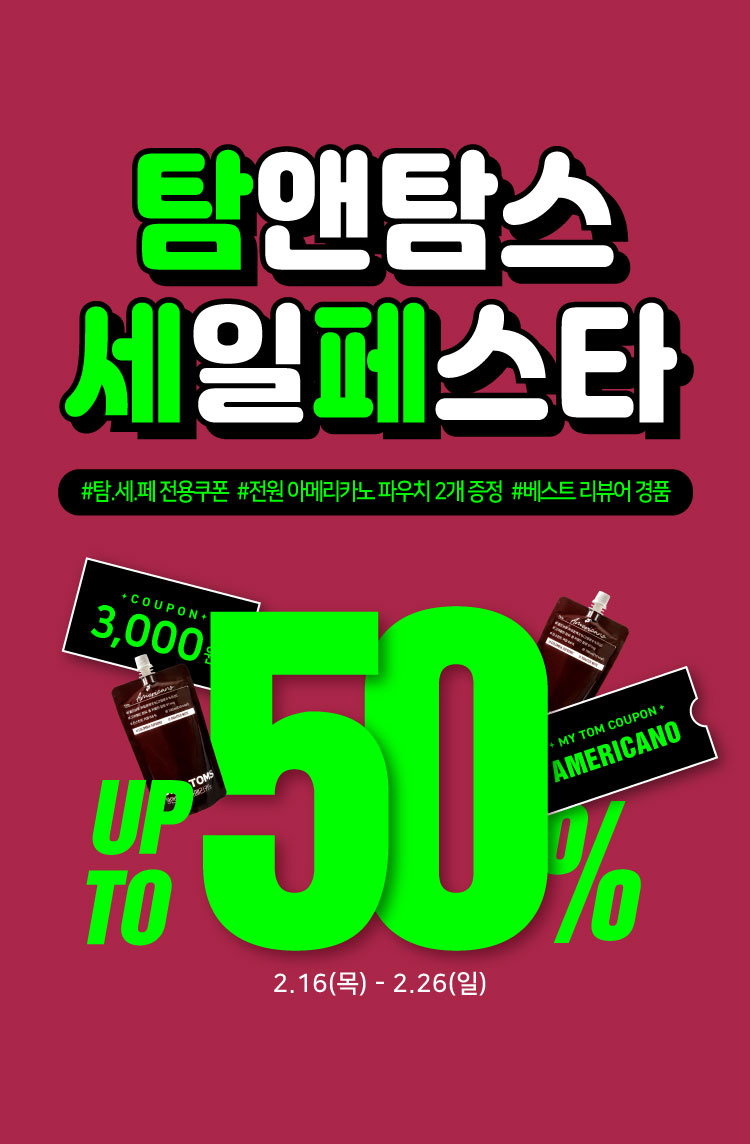 탐앤탐스
세일페스타
#탐.세.페 전용쿠폰 #전원 아메리카노 파우치 2개 증정 #베스트 리뷰어 경품
COUPON
3,000원
Americano
Americano
MY TOM COUPON
AMERICANO
TOMS
UP TO 50%
2.16(목) - 2.26(일)